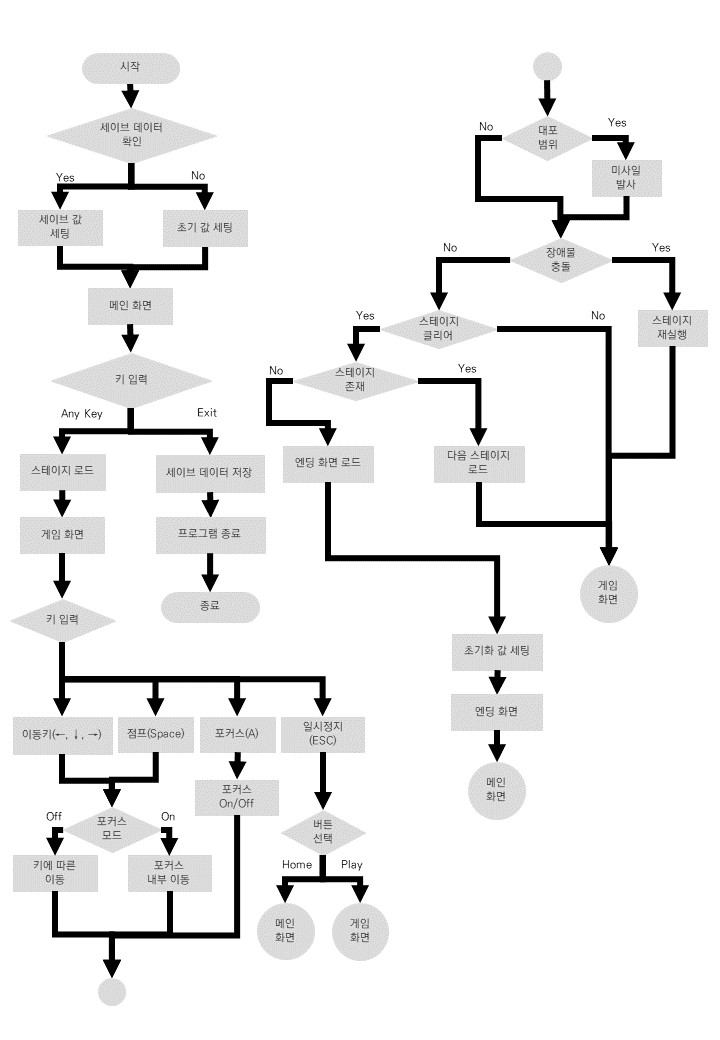 시작
세이브 데이터
확인
Yes
No
세이브 값
세팅
초기 값 세팅
메인 화면
키 입력
Any Key
Exit
스테이지 로드
세이브 데이터 저장
게임 화면
프로그램 종료
종료
키 입력
이동키(←, ↓, →)
점프(Space)
포커스(A)
일시정지
(ESC)
포커스
On/Off
Off
On
포커스
모드
키에 따른
이동
포커스
내부 이동
버튼
선택
Home
Play
메인
화면
게임
화면
No
대포
범위
Yes
미사일
발사
No
장애물
충돌
Yes
스테이지
재실행
Yes
스테이지
클리어
No
No
스테이지
존재
Yes
엔딩 화면 로드
다음 스테이지
로드
게임
화면
초기화 값 세팅
엔딩 화면
메인
화면